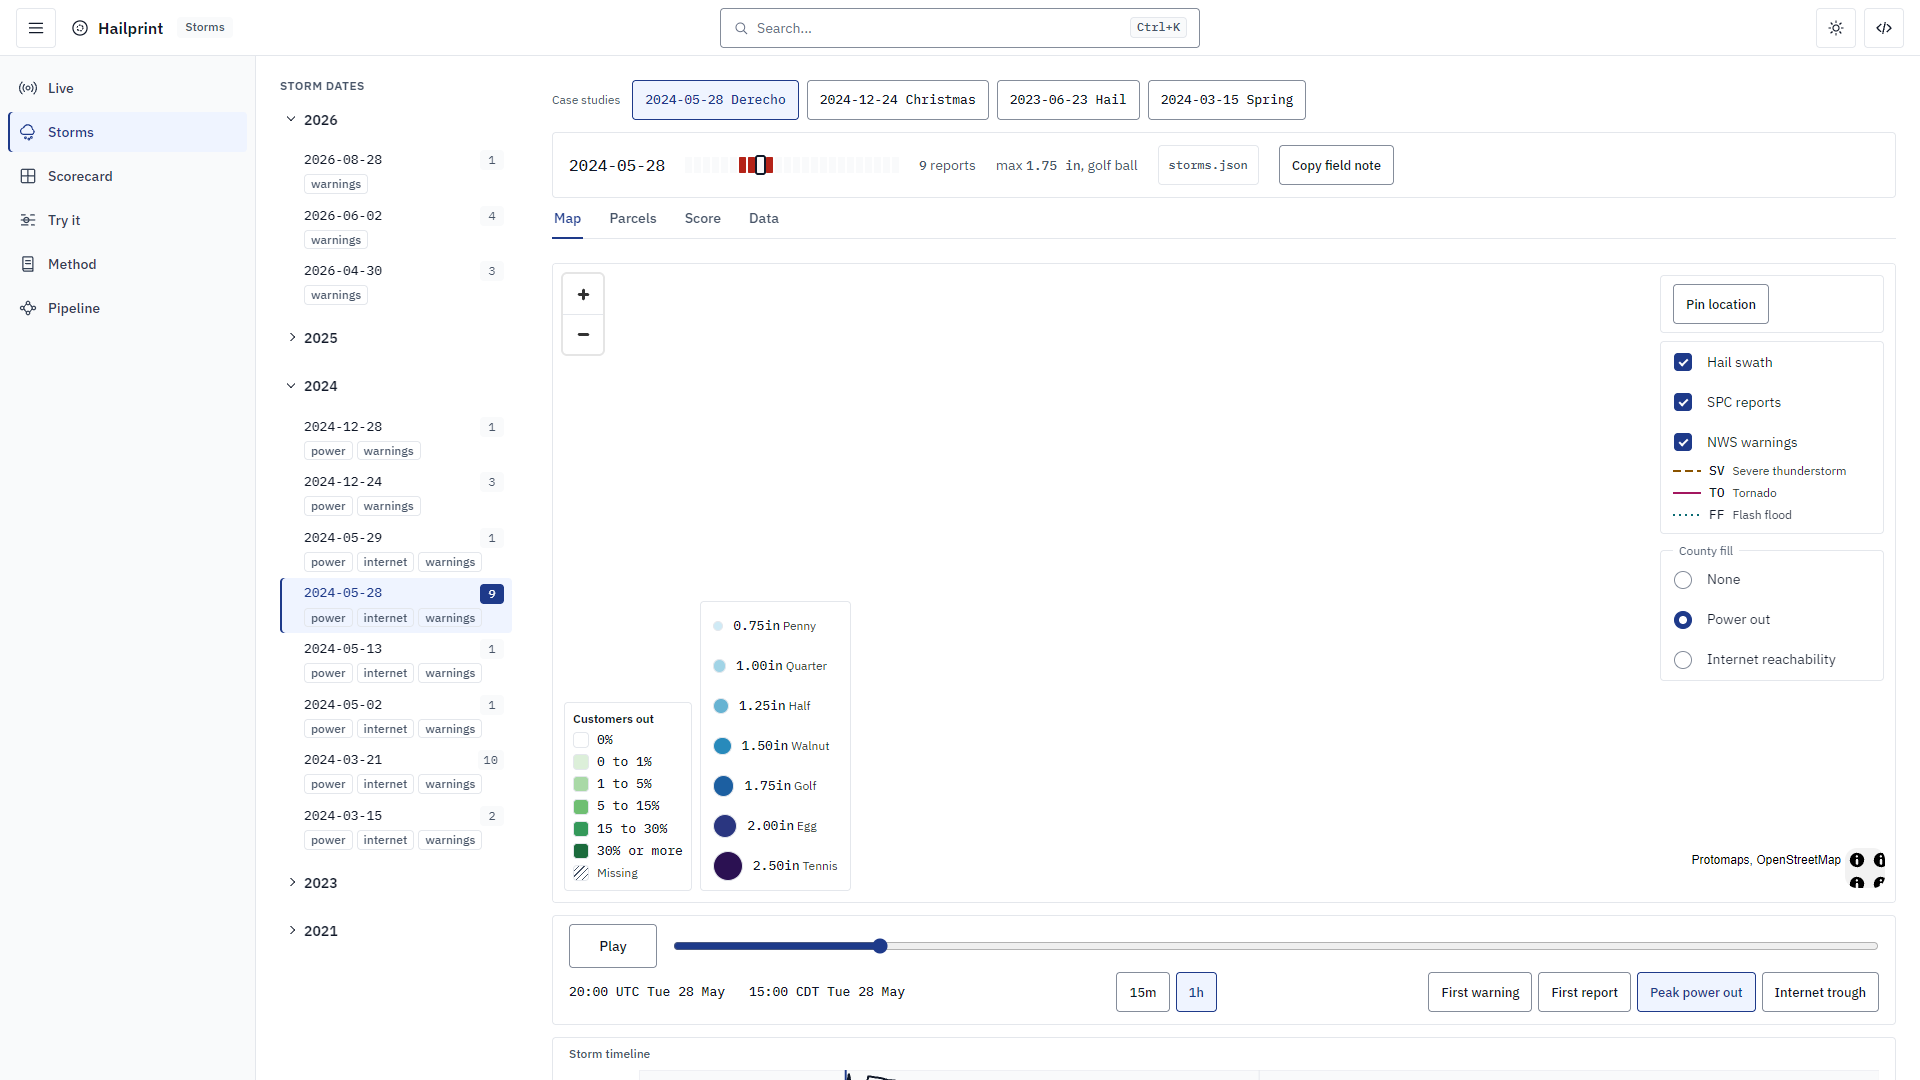 Hailprint
Storms
Search...
Ctrl+K
Live
Storms
Scorecard
Try it
Method
Pipeline
STORM DATES
2026
2026-08-28
1
warnings
2026-06-02
4
warnings
2026-04-30
3
warnings
2025
2024
2024-12-28
1
power
warnings
2024-12-24
3
power
warnings
2024-05-29
1
power
internet
warnings
2024-05-28
9
power
internet
warnings
2024-05-13
1
power
internet
warnings
2024-05-02
1
power
internet
warnings
2024-03-21
10
power
internet
warnings
2024-03-15
2
power
internet
warnings
2023
2021
Case studies
2024-05-28 Derecho
2024-12-24 Christmas
2023-06-23 Hail
2024-03-15 Spring
2024-05-28
9 reports
max 1.75 in, golf ball
storms.json
Copy field note
Map
Parcels
Score
Data
Pin location
Hail swath
SPC reports
NWS warnings
SV Severe thunderstorm
TO Tornado
FF Flash flood
County fill
None
Power out
Internet reachability
Customers out
0%
0 to 1%
1 to 5%
5 to 15%
15 to 30%
30% or more
Missing
0.75in Penny
1.00in Quarter
1.25in Half
1.50in Walnut
1.75in Golf
2.00in Egg
2.50in Tennis
Protomaps, OpenStreetMap
Play
20:00 UTC Tue 28 May
15:00 CDT Tue 28 May
15m
1h
First warning
First report
Peak power out
Internet trough
Storm timeline